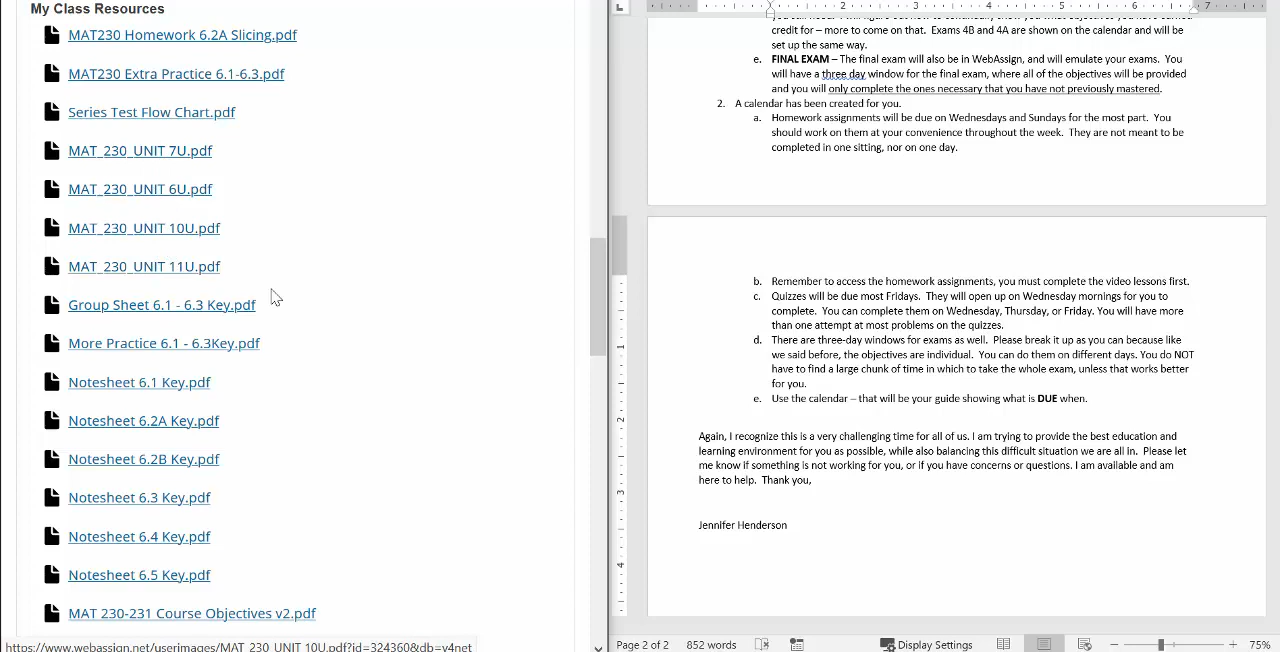 My Class Resources
MAT230 Homework 6.2A Slicing.pdf
MAT230 Extra Practice 6.1-6.3.pdf
Series Test Flow Chart.pdf
MAT_230_UNIT 7U.pdf
MAT_230_UNIT 6U.pdf
MAT_230_UNIT 10U.pdf
MAT_230_UNIT 11U.pdf
Group Sheet 6.1 - 6.3 Key.pdf
More Practice 6.1 - 6.3Key.pdf
Notesheet 6.1 Key.pdf
Notesheet 6.2A Key.pdf
Notesheet 6.2B Key.pdf
Notesheet 6.3 Key.pdf
Notesheet 6.4 Key.pdf
Notesheet 6.5 Key.pdf
MAT 230-231 Course Objectives v2.pdf
https://www.webassign.net/userimages/MAT_230_UNIT 10U.pdf?id=324360&db=v4net
L
2 3 4 5 6 7
credit for – more to come on that. Exams 4B and 4A are shown on the calendar and will be
set up the same way.
e. FINAL EXAM – The final exam will also be in WebAssign, and will emulate your exams. You
will have a three day window for the final exam, where all of the objectives will be provided
and you will only complete the ones necessary that you have not previously mastered.
2. A calendar has been created for you.
a. Homework assignments will be due on Wednesdays and Sundays for the most part. You
should work on them at your convenience throughout the week. They are not meant to be
completed in one sitting, nor on one day.
b. Remember to access the homework assignments, you must complete the video lessons first.
c. Quizzes will be due most Fridays. They will open up on Wednesday mornings for you to
complete. You can complete them on Wednesday, Thursday, or Friday. You will have more
than one attempt at most problems on the quizzes.
d. There are three-day windows for exams as well. Please break it up as you can because like
we said before, the objectives are individual. You can do them on different days. You do NOT
have to find a large chunk of time in which to take the whole exam, unless that works better
for you.
e. Use the calendar – that will be your guide showing what is DUE when.
Again, I recognize this is a very challenging time for all of us. I am trying to provide the best education and
learning environment for you as possible, while also balancing this difficult situation we are all in. Please let
me know if something is not working for you, or if you have concerns or questions. I am available and am
here to help. Thank you,
Jennifer Henderson
1
2
3
4
Page 2 of 2 852 words Display Settings 75%